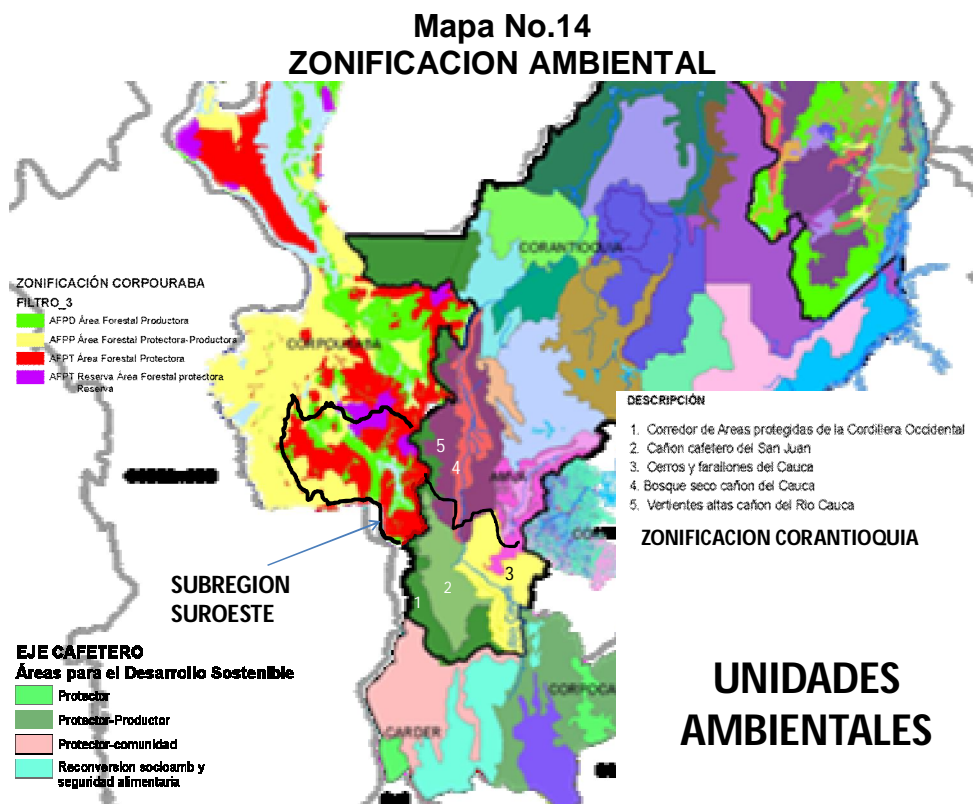 Mapa No.14
ZONIFICACION AMBIENTAL
CORANTIOQUIA
ZONIFICACIÓN CORPOURABA
FILTRO_3
AFPD Área Forestal Productora
AFPP Área Forestal Protectora-Productora
AFPT Área Forestal Protectora
AFPT Reserva Área Forestal protectora
Reserva
CORPOURABA
DESCRIPCIÓN
1. Corredor de Areas protegidas de la Cordillera Occidental
2. Cañon cafetero del San Juan
3. Cerros y farallones del Cauca
4. Bosque seco cañon del Cauca
5. Vertientes altas cañon del Río Cauca
ZONIFICACION CORANTIOQUIA
5
4
AMVA
3
2
1
SUBREGION
SUROESTE
EJE CAFETERO
Áreas para el Desarrollo Sostenible
Protector
Protector-Productor
Protector-comunidad
Reconversion socioamb y
seguridad alimentaria
CARDER
CORPOCA
UNIDADES
AMBIENTALES